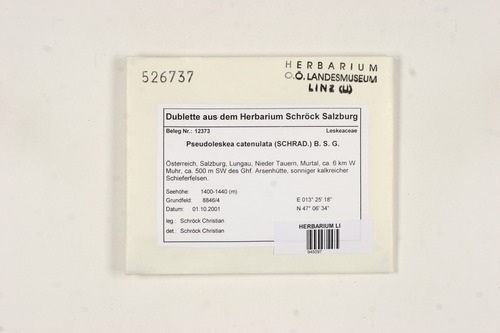 526737
HERBARIUM
O.Ö. LANDESMUSEUM
LINZ (LI)
Dublette aus dem Herbarium Schröck Salzburg
Beleg Nr.: 12373 Leskeaceae
Pseudoleskea catenulata (SCHRAD.) B. S. G.
Österreich, Salzburg, Lungau, Nieder Tauern, Murtal, ca. 6 km W
Muhr, ca. 500 m SW des Ghf. Arsenhütte, sonniger kalkreicher
Schieferfelsen.
Seehöhe: 1400-1440 (m) E 013° 25' 18"
Grundfeld: 8846/4 N 47° 06' 34"
Datum: 01.10.2001
leg.: Schröck Christian
det.: Schröck Christian
HERBARIUM LI